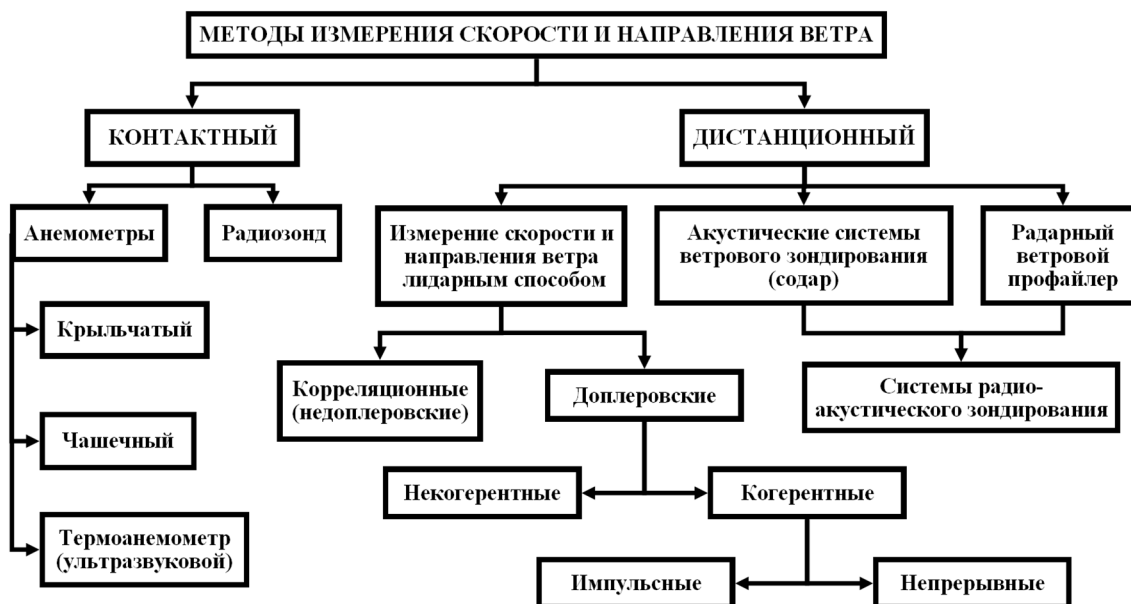 МЕТОДЫ ИЗМЕРЕНИЯ СКОРОСТИ И НАПРАВЛЕНИЯ ВЕТРА
КОНТАКТНЫЙ
ДИСТАНЦИОННЫЙ
Анемометры
Радиозонд
Измерение скорости и
направления ветра
лидарным способом
Акустические системы
ветрового зондирования
(содар)
Радарный
ветровой
профайлер
Крыльчатый
Чашечный
Термоанемометр
(ультразвуковой)
Корреляционные
(недоплеровские)
Доплеровские
Системы радио-
акустического зондирования
Некогерентные
Когерентные
Импульсные
Непрерывные